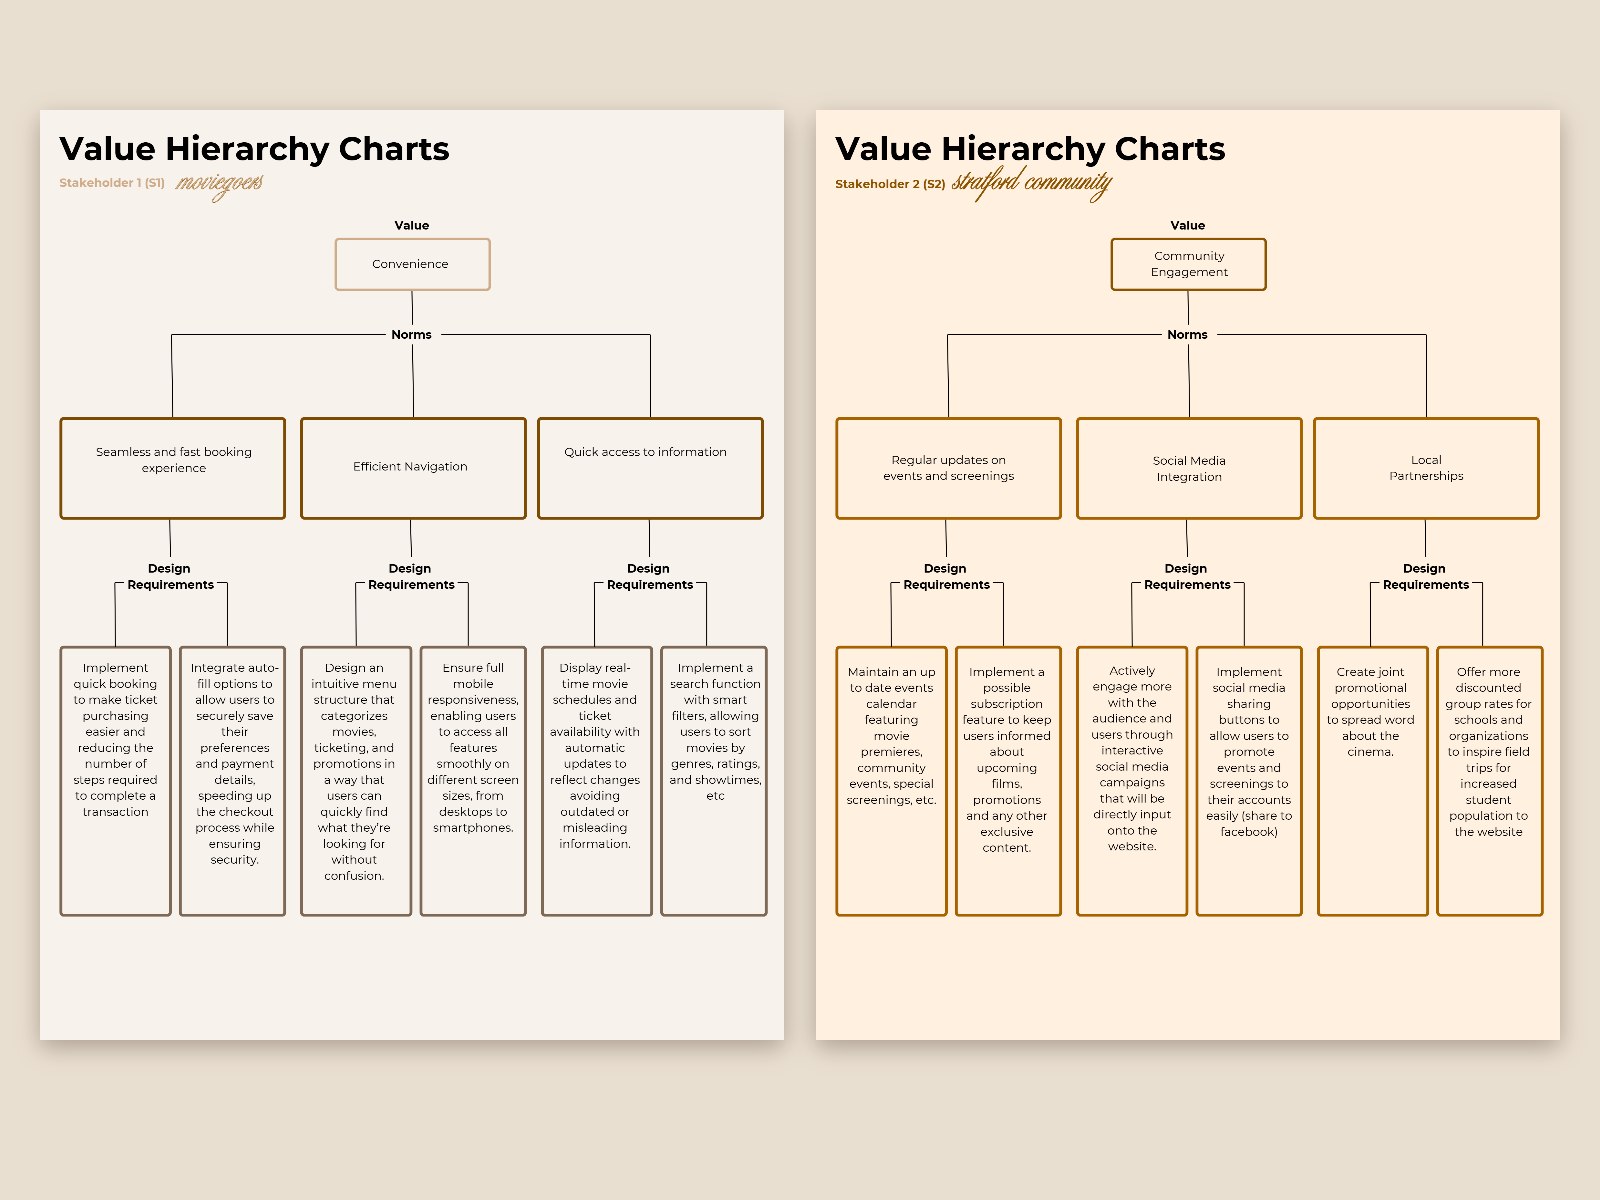 Value Hierarchy Charts
Stakeholder 1 (S1) moviegoers
Value
Convenience
Norms
Seamless and fast booking
experience
Efficient Navigation
Quick access to information
Design
Requirements
Design
Requirements
Design
Requirements
Implement
quick booking
to make ticket
purchasing
easier and
reducing the
number of
steps required
to complete a
transaction
Integrate auto-
fill options to
allow users to
securely save
their
preferences
and payment
details,
speeding up
the checkout
process while
ensuring
security.
Design an
intuitive menu
structure that
categorizes
movies,
ticketing, and
promotions in
a way that
users can
quickly find
what they're
looking for
without
confusion.
Ensure full
mobile
responsiveness,
enabling users
to access all
features
smoothly on
different screen
sizes, from
desktops to
smartphones.
Display real-
time movie
schedules and
ticket
availability with
automatic
updates to
reflect changes
avoiding
outdated or
misleading
information.
Implement a
search function
with smart
filters, allowing
users to sort
movies by
genres, ratings,
and showtimes,
etc
Value Hierarchy Charts
Stakeholder 2 (S2) stratford community
Value
Community
Engagement
Norms
Regular updates on
events and screenings
Social Media
Integration
Local
Partnerships
Design
Requirements
Design
Requirements
Design
Requirements
Maintain an up
to date events
calendar
featuring
movie
premieres,
community
events, special
screenings, etc.
Implement a
possible
subscription
feature to keep
users informed
about
upcoming
films,
promotions
and any other
exclusive
content.
Actively
engage more
with the
audience and
users through
interactive
social media
campaigns
that will be
directly input
onto the
website.
Implement
social media
sharing
buttons to
allow users to
promote
events and
screenings to
their accounts
easily (share to
facebook)
Create joint
promotional
opportunities
to spread word
about the
cinema.
Offer more
discounted
group rates for
schools and
organizations
to inspire field
trips for
increased
student
population to
the website